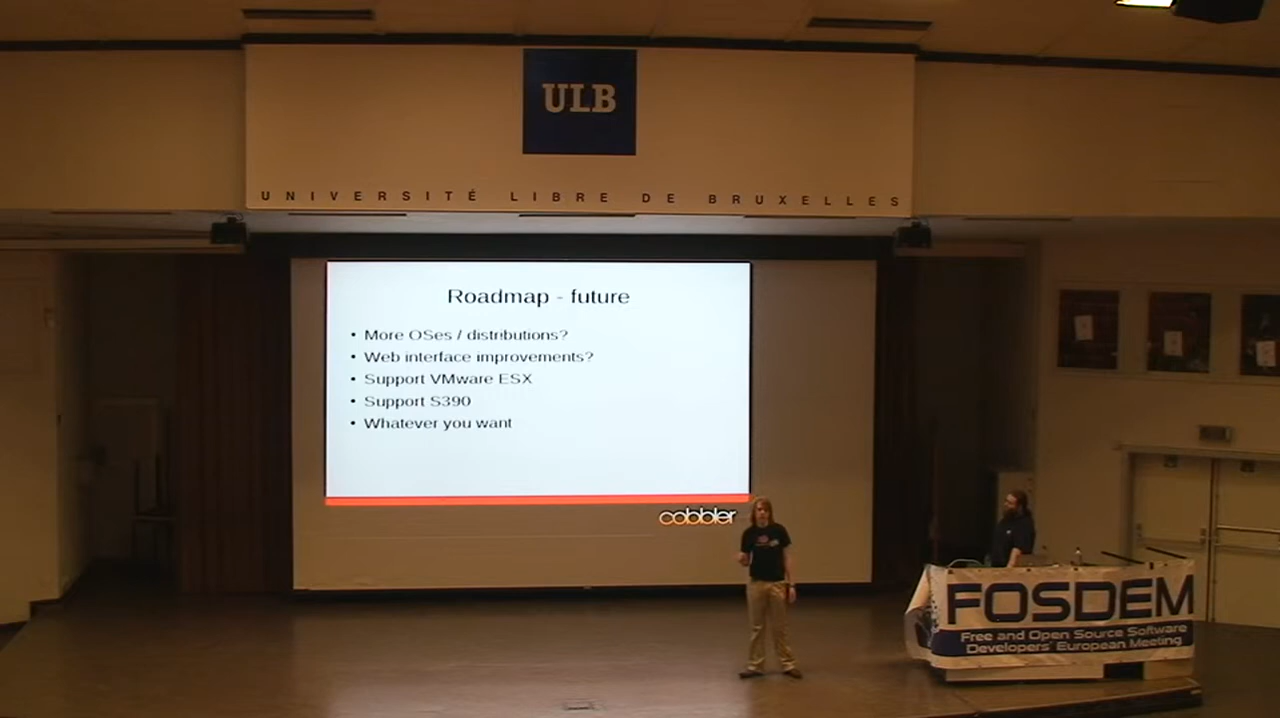 ULB
UNIVERSITÉ LIBRE DE BRUXELLES
Roadmap - future
• More OSes / distributions?
• Web interface improvements?
• Support VMware ESX
• Support S390
• Whatever you want
cobbler
FOSDEM
Free and Open Source Software
Developers' European Meeting